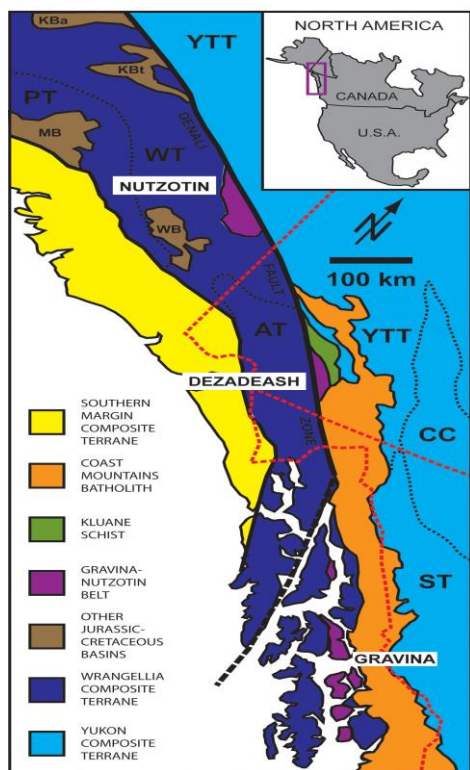 NORTH AMERICA
CANADA
U.S.A.
KBa
YTT
KBt
PT
DENALI
MB
WT
NUTZOTIN
WB
N
100 km
FAULT
AT
YTT
DEZADEASH
CC
ZONE
ST
GRAVINA
SOUTHERN
MARGIN
COMPOSITE
TERRANE
COAST
MOUNTAINS
BATHOLITH
KLUANE
SCHIST
GRAVINA-
NUTZOTIN
BELT
OTHER
JURASSIC-
CRETACEOUS
BASINS
WRANGELLIA
COMPOSITE
TERRANE
YUKON
COMPOSITE
TERRANE